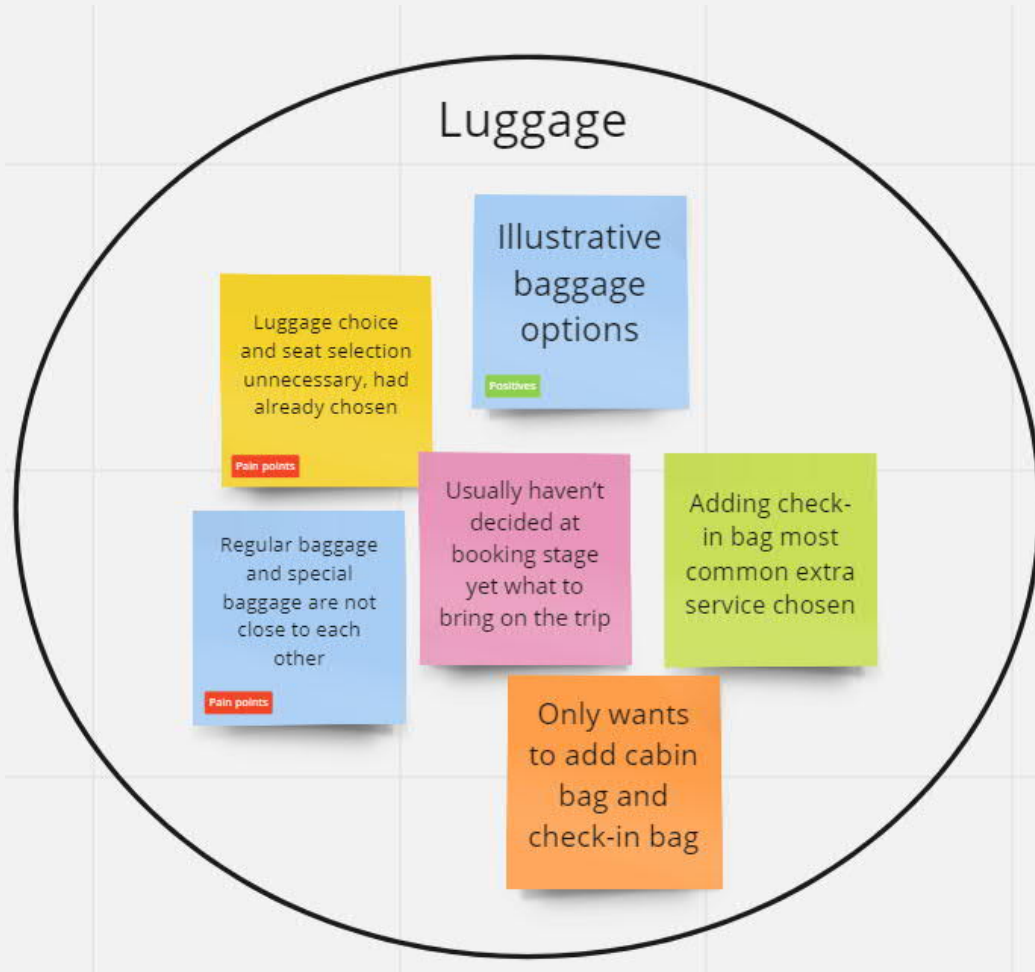 Luggage
Illustrative
baggage
options
Positives
Luggage choice
and seat selection
unnecessary, had
already chosen
Pain points
Usually haven't
decided at
booking stage
yet what to
bring on the trip
Adding check-
in bag most
common extra
service chosen
Regular baggage
and special
baggage are not
close to each
other
Pain points
Only wants
to add cabin
bag and
check-in bag